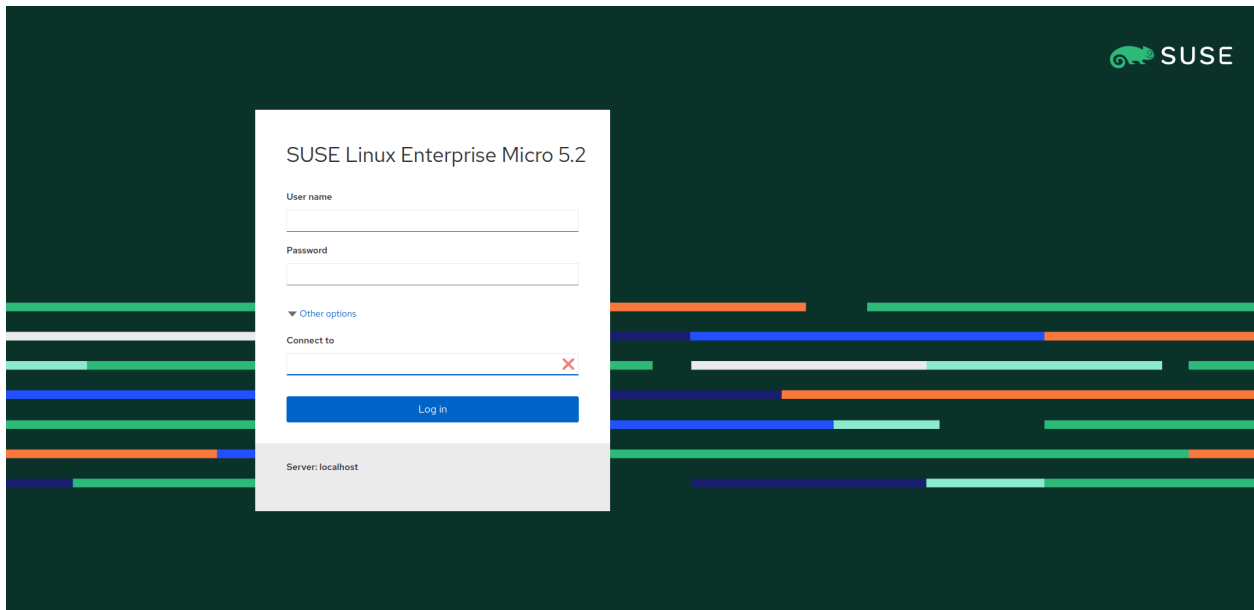 SUSE
SUSE Linux Enterprise Micro 5.2
User name
Password
Other options
Connect to
Log in
Server: localhost